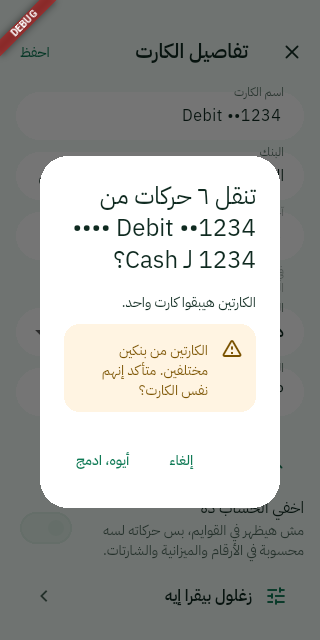 DEBUG
تفاصيل الكارت
احفظ
اسم الكارت
Debit ••1234
البنك
تنقل ٦ حركات من
Debit ••1234 ••••
1234 لـ Cash؟
الكارتين هيبقوا كارت واحد.
الكارتين من بنكين
مختلفين. متأكد إنهم
نفس الكارت؟
إلغاء
أيوه، ادمج
اخفي الحساب ده
مش هيظهر في القوايم، بس حركاته لسه
محسوبة في الأرقام والميزانية والشارتات.
زغلول بيقرا إيه